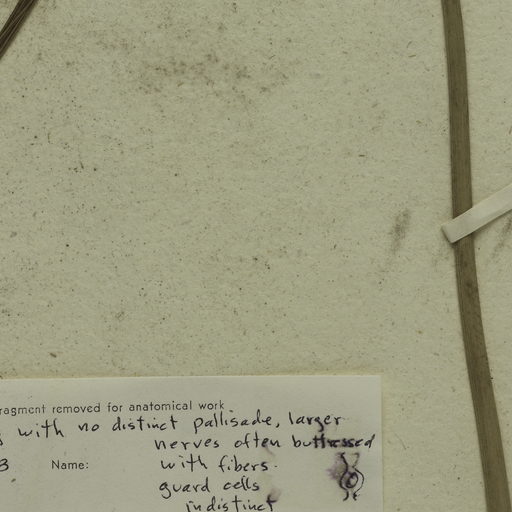 ragment removed for anatomical work
with no distinct pallisade, larger
nerves often buttressed
3 Name: with fibers.
guard cells
indistinct